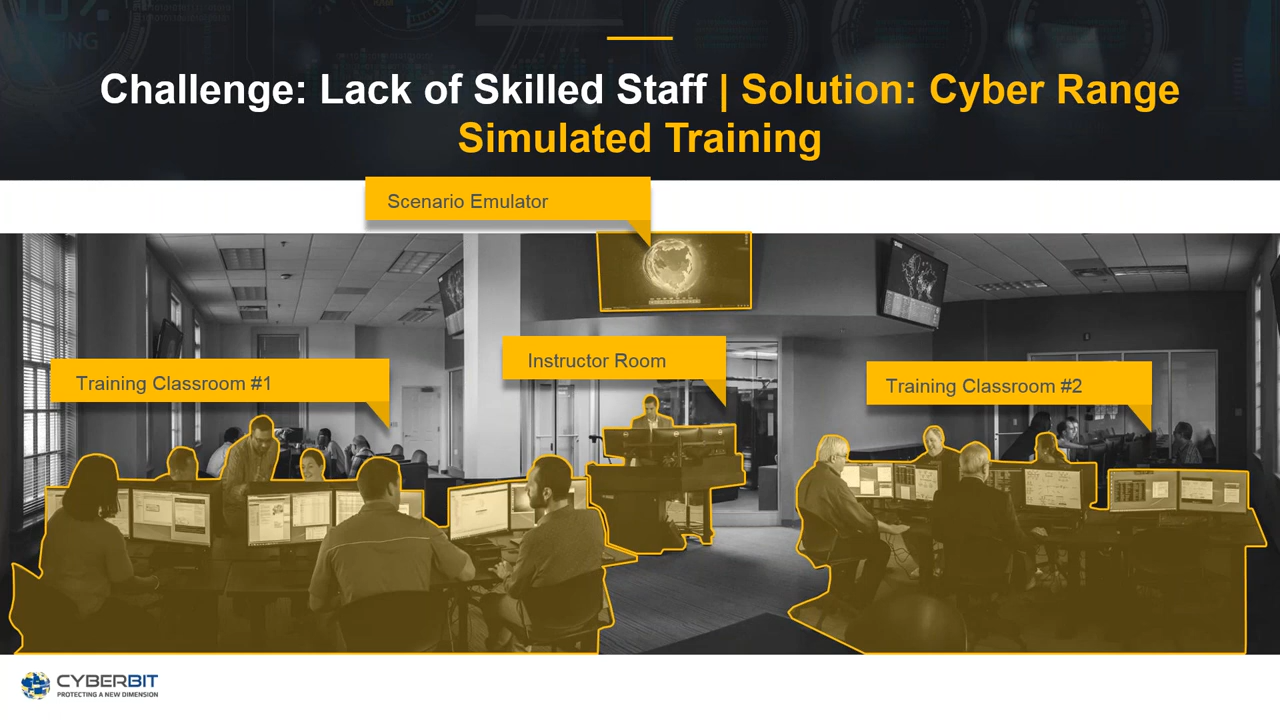 Challenge: Lack of Skilled Staff | Solution: Cyber Range
Simulated Training
Scenario Emulator
Instructor Room
Training Classroom #1
Training Classroom #2
CYBERBIT
PROTECTING A NEW DIMENSION